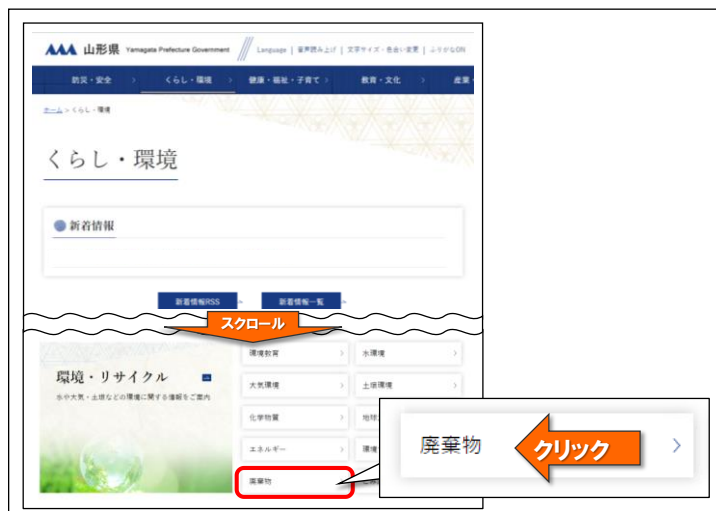 山形県 Yamagata Prefecture Government Language | 音声読み上げ | 文字サイズ・色合い変更 | ふりがなON
防災・安全 くらし・環境 健康・福祉・子育て 教育・文化 産業
ホーム > くらし・環境
くらし・環境
新着情報
新着情報RSS 新着情報一覧
スクロール
環境・リサイクル
水や大気・土壌などの環境に関する情報をご案内
環境教育 水環境
大気環境 土壌環境
化学物質 地球
エネルギー 環境
廃棄物
廃棄物 クリック